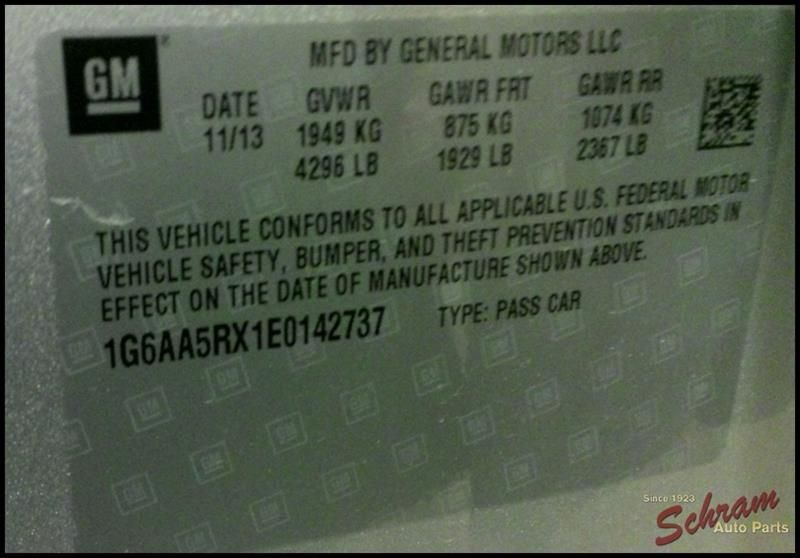 GM
MFD BY GENERAL MOTORS LLC
DATE GVWR GAWR FRT GAWR RR
11/13 1949 KG 875 KG 1074 KG
4296 LB 1929 LB 2367 LB
THIS VEHICLE CONFORMS TO ALL APPLICABLE U.S. FEDERAL MOTOR
VEHICLE SAFETY, BUMPER, AND THEFT PREVENTION STANDARDS IN
EFFECT ON THE DATE OF MANUFACTURE SHOWN ABOVE.
1G6AA5RX1E0142737 TYPE: PASS CAR
Since 1923
Schram
Auto Parts